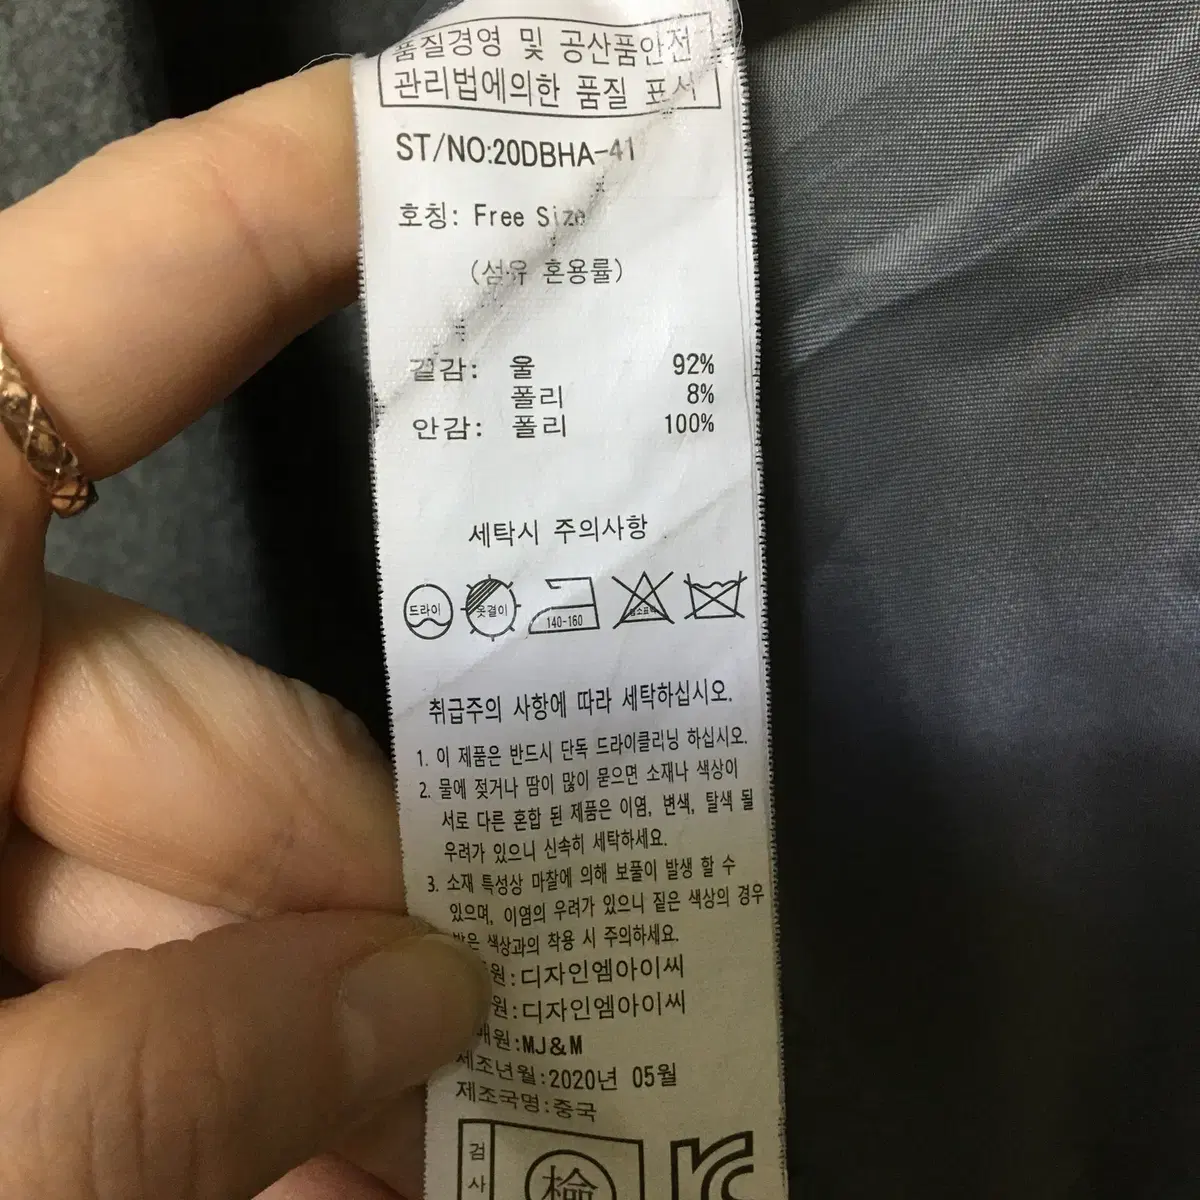 품질경영 및 공산품안전
관리법에의한 품질 표시
ST/NO:20DBHA-41
호칭: Free Size
(섬유 혼용률)
겉감: 울 92%
폴리 8%
안감: 폴리 100%
세탁시 주의사항
드라이 옷걸이 140-160
취급주의 사항에 따라 세탁하십시오.
1. 이 제품은 반드시 단독 드라이클리닝 하십시오.
2. 물에 젖거나 땀이 많이 묻으면 소재나 색상이
서로 다른 혼합 된 제품은 이염, 변색, 탈색 될
우려가 있으니 신속히 세탁하세요.
3. 소재 특성상 마찰에 의해 보풀이 발생 할 수
있으며, 이염의 우려가 있으니 짙은 색상의 경우
밝은 색상과의 착용 시 주의하세요.
원:디자인엠아이씨
원:디자인엠아이씨
매원:MJ&M
제조년월:2020년 05월
제조국명:중국
검
사
檢